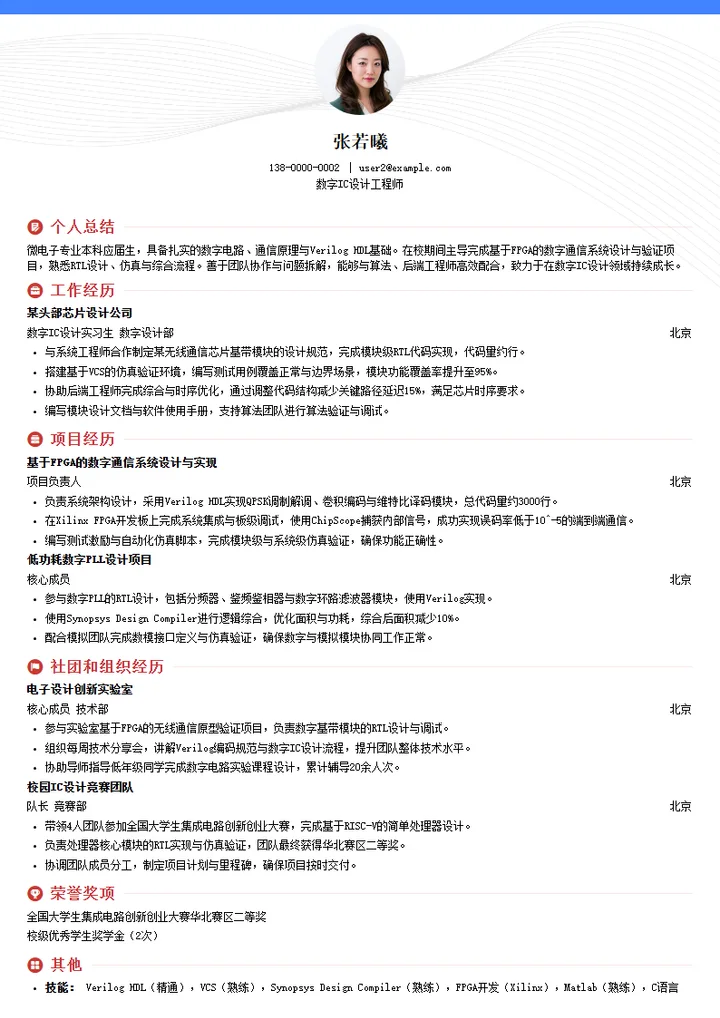 张若曦
138-0000-0002 | user2@example.com
数字IC设计工程师
个人总结
微电子专业本科应届生，具备扎实的数字电路、通信原理与Verilog HDL基础。在校期间主导完成基于FPGA的数字通信系统设计与验证项
目，熟悉RTL设计、仿真与综合流程。善于团队协作与问题拆解，能够与算法、后端工程师高效配合，致力于在数字IC设计领域持续成长。
工作经历
某头部芯片设计公司
数字IC设计实习生 数字设计部 北京
• 与系统工程师合作制定某无线通信芯片基带模块的设计规范，完成模块级RTL代码实现，代码量约行。
• 搭建基于VCS的仿真验证环境，编写测试用例覆盖正常与边界场景，模块功能覆盖率提升至95%。
• 协助后端工程师完成综合与时序优化，通过调整代码结构减少关键路径延迟15%，满足芯片时序要求。
• 编写模块设计文档与软件使用手册，支持算法团队进行算法验证与调试。
项目经历
基于FPGA的数字通信系统设计与实现
项目负责人 北京
• 负责系统架构设计，采用Verilog HDL实现QPSK调制解调、卷积编码与维特比译码模块，总代码量约3000行。
• 在Xilinx FPGA开发板上完成系统集成与板级调试，使用ChipScope捕获内部信号，成功实现误码率低于10^-5的端到端通信。
• 编写测试激励与自动化仿真脚本，完成模块级与系统级仿真验证，确保功能正确性。
低功耗数字PLL设计项目
核心成员 北京
• 参与数字PLL的RTL设计，包括分频器、鉴频鉴相器与数字环路滤波器模块，使用Verilog实现。
• 使用Synopsys Design Compiler进行逻辑综合，优化面积与功耗，综合后面积减少10%。
• 配合模拟团队完成数模接口定义与仿真验证，确保数字与模拟模块协同工作正常。
社团和组织经历
电子设计创新实验室
核心成员 技术部 北京
• 参与实验室基于FPGA的无线通信原型验证项目，负责数字基带模块的RTL设计与调试。
• 组织每周技术分享会，讲解Verilog编码规范与数字IC设计流程，提升团队整体技术水平。
• 协助导师指导低年级同学完成数字电路实验课程设计，累计辅导20余人次。
校园IC设计竞赛团队
队长 竞赛部 北京
• 带领4人团队参加全国大学生集成电路创新创业大赛，完成基于RISC-V的简单处理器设计。
• 负责处理器核心模块的RTL实现与仿真验证，团队最终获得华北赛区二等奖。
• 协调团队成员分工，制定项目计划与里程碑，确保项目按时交付。
荣誉奖项
全国大学生集成电路创新创业大赛华北赛区二等奖
校级优秀学生奖学金（2次）
其他
• 技能： Verilog HDL（精通），VCS（熟练），Synopsys Design Compiler（熟练），FPGA开发（Xilinx），Matlab（熟练），C语言